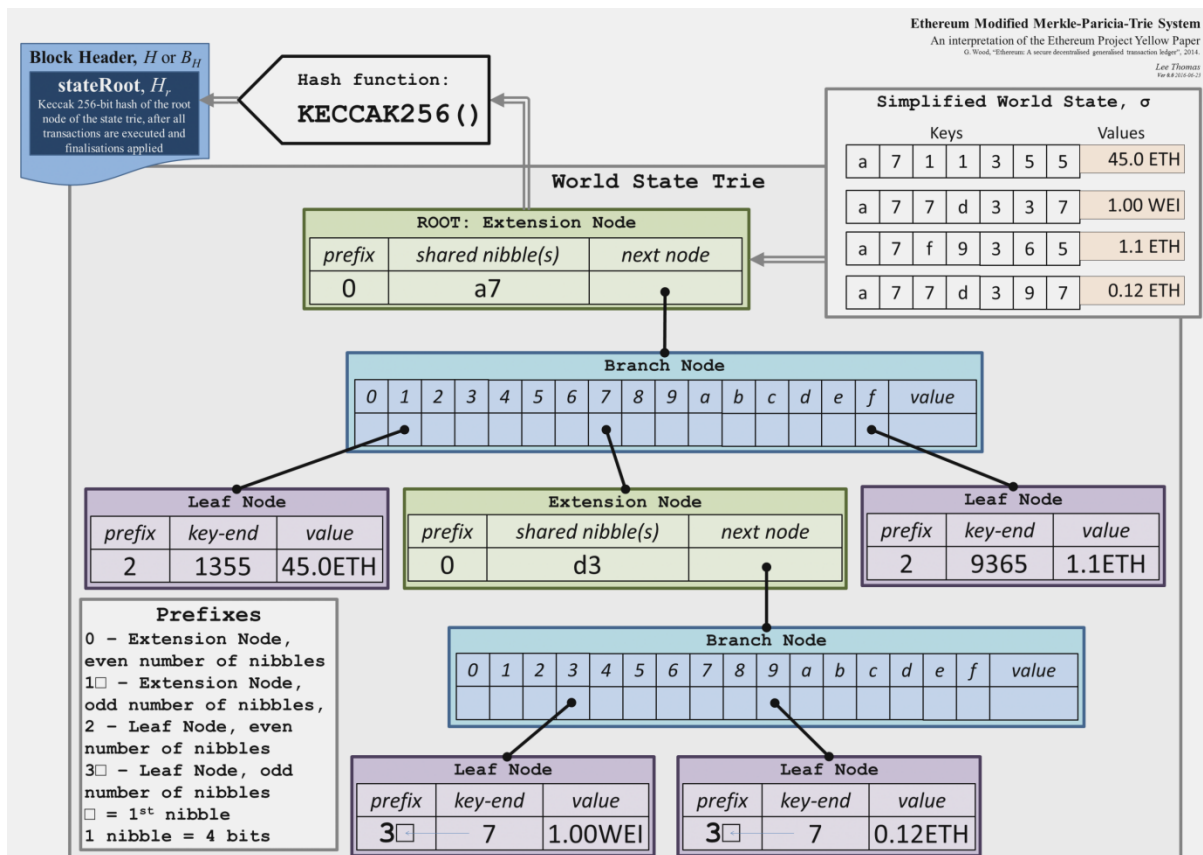 Ethereum Modified Merkle-Paricia-Trie System
An interpretation of the Ethereum Project Yellow Paper
G. Wood, "Ethereum: A secure decentralised generalised transaction ledger", 2014.
Lee Thomas
Block Header, H or B_H
stateRoot, H_r
Keccak 256-bit hash of the root
node of the state trie, after all
transactions are executed and
finalisations applied
Hash function:
KECCAK256()
Simplified World State, σ
Keys Values
a 7 1 1 3 5 5 45.0 ETH
a 7 7 d 3 3 7 1.00 WEI
a 7 f 9 3 6 5 1.1 ETH
a 7 7 d 3 9 7 0.12 ETH
World State Trie
ROOT: Extension Node
prefix shared nibble(s) next node
0 a7
Branch Node
0 1 2 3 4 5 6 7 8 9 a b c d e f value
Leaf Node
prefix key-end value
2 1355 45.0ETH
Extension Node
prefix shared nibble(s) next node
0 d3
Leaf Node
prefix key-end value
2 9365 1.1ETH
Branch Node
0 1 2 3 4 5 6 7 8 9 a b c d e f value
Leaf Node
prefix key-end value
3□ 7 1.00WEI
Leaf Node
prefix key-end value
3□ 7 0.12ETH
Prefixes
0 – Extension Node,
even number of nibbles
1□ – Extension Node,
odd number of nibbles,
2 – Leaf Node, even
number of nibbles
3□ – Leaf Node, odd
number of nibbles
□ = 1st nibble
1 nibble = 4 bits